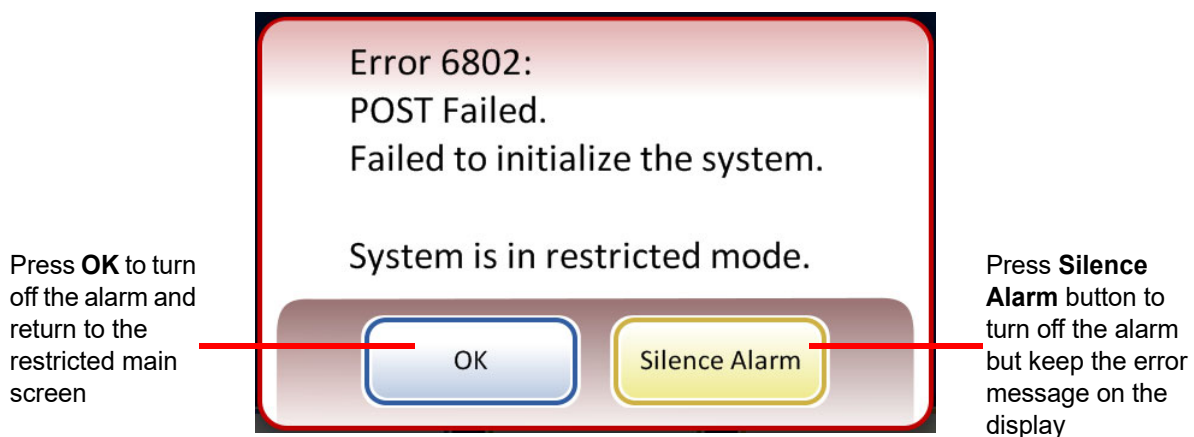 Error 6802:
POST Failed.
Failed to initialize the system.
System is in restricted mode.
Press OK to turn
off the alarm and
return to the
restricted main
screen
OK
Silence Alarm
Press Silence
Alarm button to
turn off the alarm
but keep the error
message on the
display